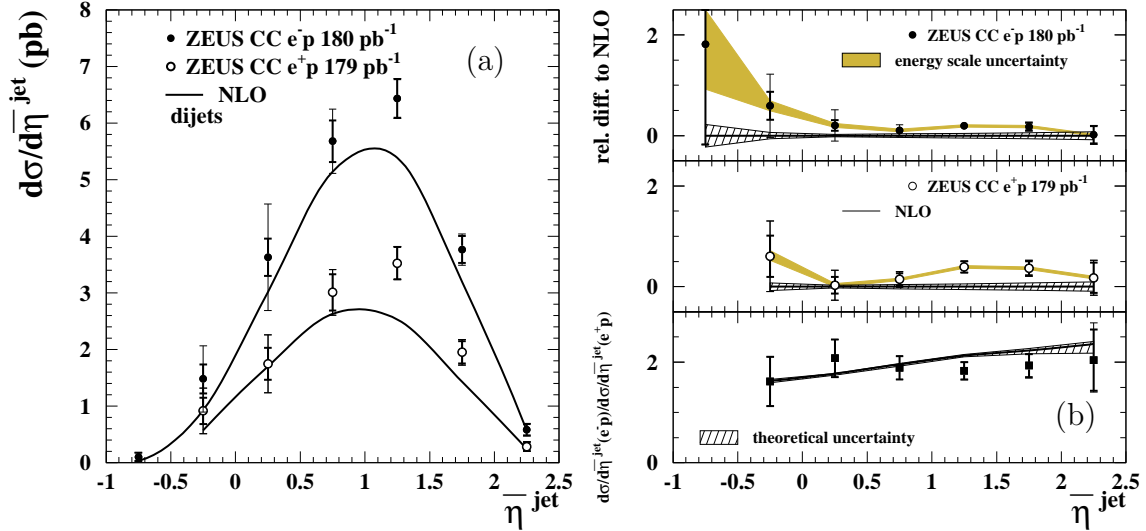 dσ/dη̅ jet (pb)
8
7
6
5
4
3
2
1
0
ZEUS CC e-p 180 pb-1
ZEUS CC e+p 179 pb-1
NLO
dijets
(a)
-1 -0.5 0 0.5 1 1.5 2 2.5
η̅ jet
rel. diff. to NLO
2
0
ZEUS CC e-p 180 pb-1
energy scale uncertainty
2
0
ZEUS CC e+p 179 pb-1
NLO
dσ/dη̅ jet(e-p)/dσ/dη̅ jet(e+p)
2
0
theoretical uncertainty
(b)
-1 -0.5 0 0.5 1 1.5 2 2.5
η̅ jet